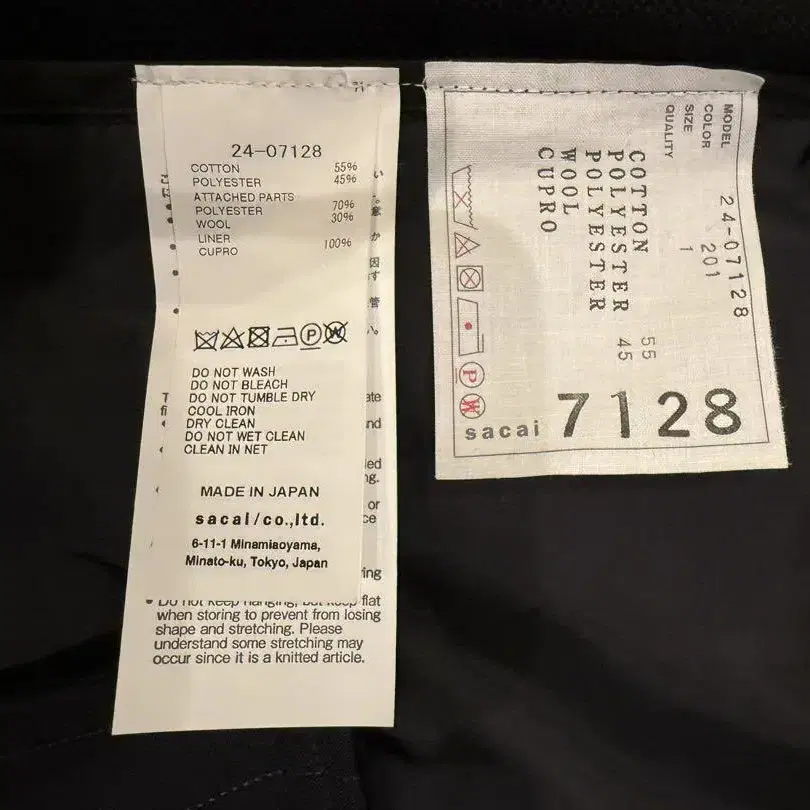 24-07128
COTTON 55%
POLYESTER 45%
ATTACHED PARTS
POLYESTER 70%
WOOL 30%
LINER
CUPRO 100%
DO NOT WASH
DO NOT BLEACH
DO NOT TUMBLE DRY
COOL IRON
DRY CLEAN
DO NOT WET CLEAN
CLEAN IN NET
MADE IN JAPAN
sacai/co.,ltd.
6-11-1 Minamiaoyama,
Minato-ku, Tokyo, Japan
• Do not keep hanging, but keep flat
when storing to prevent from losing
shape and stretching. Please
understand some stretching may
occur since it is a knitted article.
MODEL 24-07128
COLOR 201
SIZE 1
QUALITY
COTTON 55
POLYESTER 45
POLYESTER
WOOL
CUPRO
sacai 7128